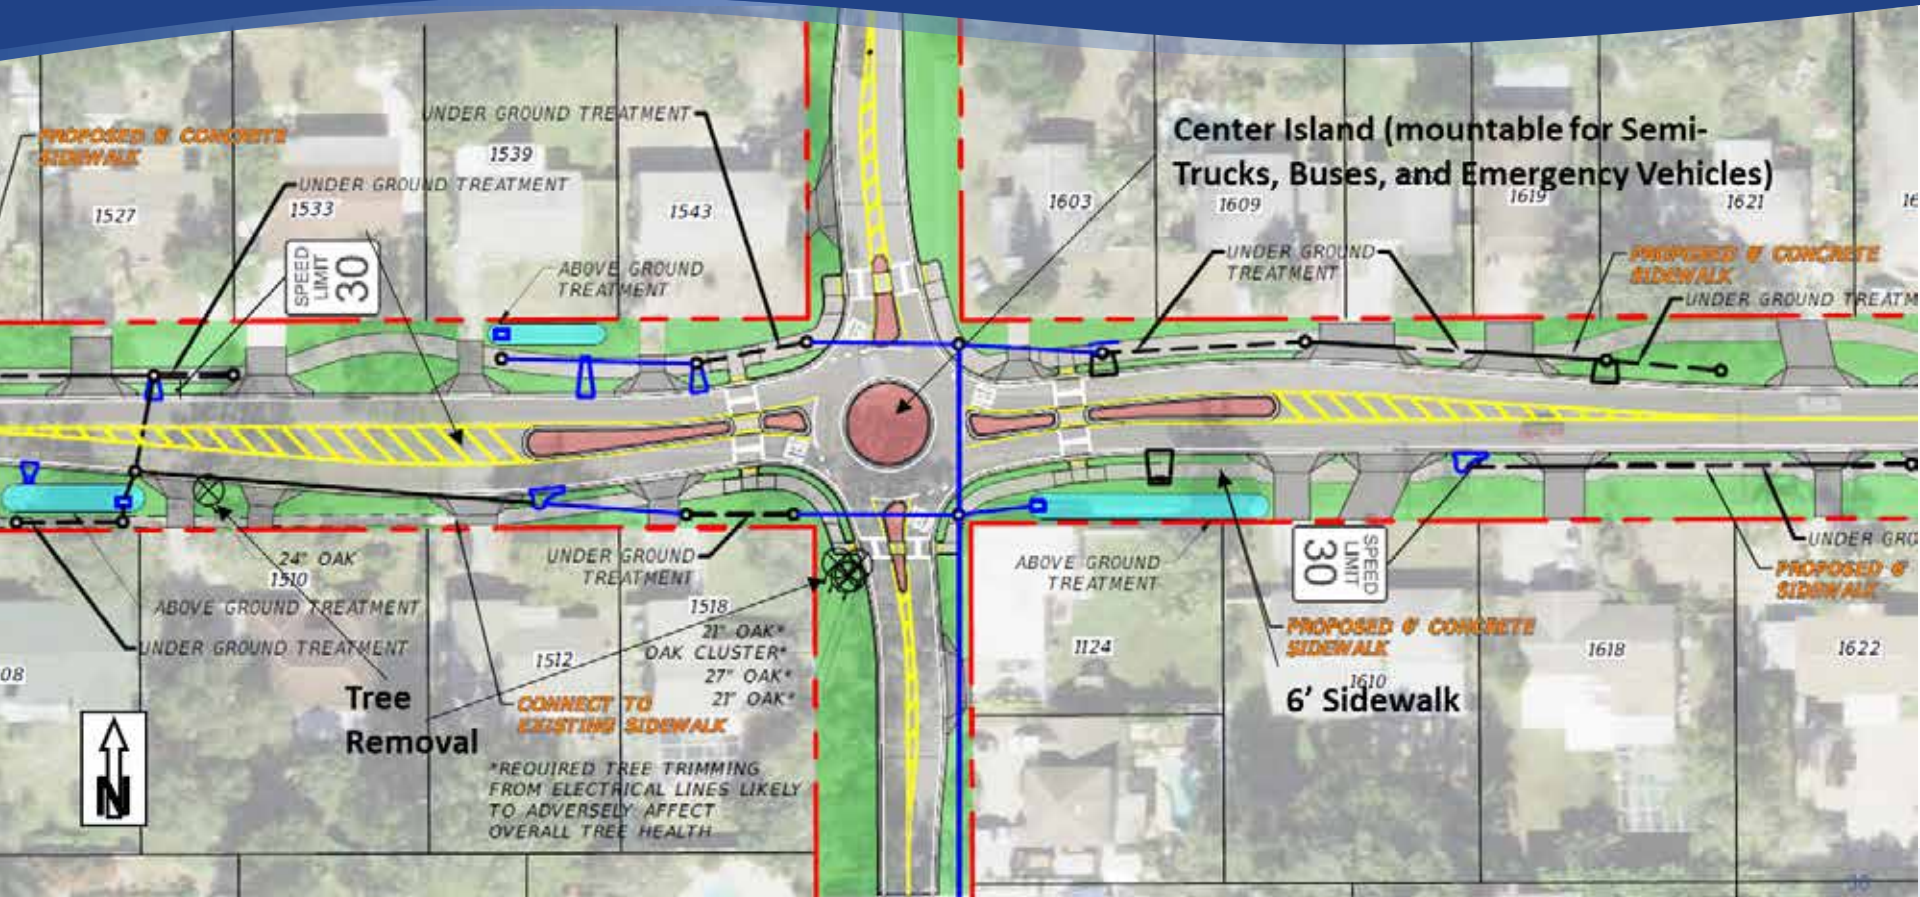 UNDER GROUND TREATMENT
PROPOSED 6' CONCRETE
SIDEWALK
1539
UNDER GROUND TREATMENT
1533
1527
1543
SPEED
LIMIT
30
ABOVE GROUND
TREATMENT
Center Island (mountable for Semi-
Trucks, Buses, and Emergency Vehicles)
1603
1609
1619
1621
16
UNDER GROUND
TREATMENT
PROPOSED 6' CONCRETE
SIDEWALK
UNDER GROUND TREATM
24" OAK
1510
ABOVE GROUND TREATMENT
UNDER GROUND TREATMENT
08
Tree
Removal
N
UNDER GROUND
TREATMENT
1518
21" OAK*
OAK CLUSTER*
27" OAK*
21" OAK*
1512
CONNECT TO
EXISTING SIDEWALK
*REQUIRED TREE TRIMMING
FROM ELECTRICAL LINES LIKELY
TO ADVERSELY AFFECT
OVERALL TREE HEALTH
ABOVE GROUND
TREATMENT
1124
SPEED
LIMIT
30
PROPOSED 6' CONCRETE
SIDEWALK
1610
6' Sidewalk
1618
UNDER GRO
PROPOSED 6'
SIDEWALK
1622